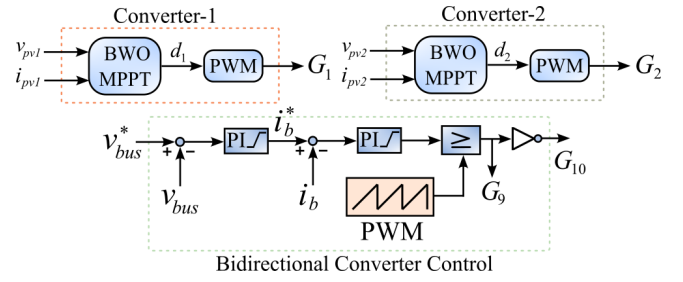 Converter-1
v_pv1
i_pv1
BWO
MPPT
d_1
PWM
G_1
Converter-2
v_pv2
i_pv2
BWO
MPPT
d_2
PWM
G_2
v*_bus
+ −
v_bus
PI
i*_b
+ −
i_b
PI
≥
G_9
G_10
PWM
Bidirectional Converter Control